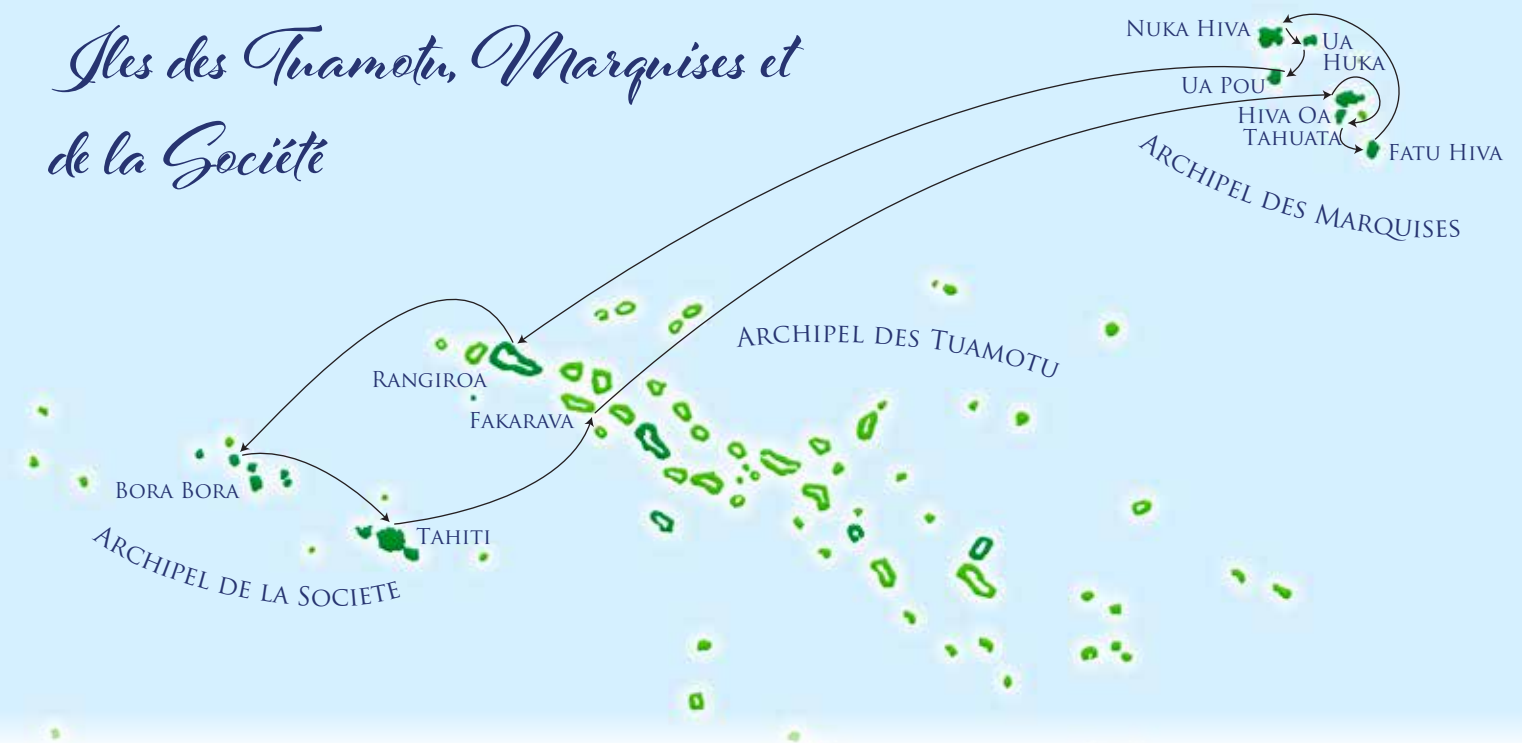 Iles des Tuamotu, Marquises et
de la Société
NUKA HIVA
UA
HUKA
UA POU
HIVA OA
TAHUATA
FATU HIVA
ARCHIPEL DES MARQUISES
ARCHIPEL DES TUAMOTU
RANGIROA
FAKARAVA
BORA BORA
TAHITI
ARCHIPEL DE LA SOCIETE